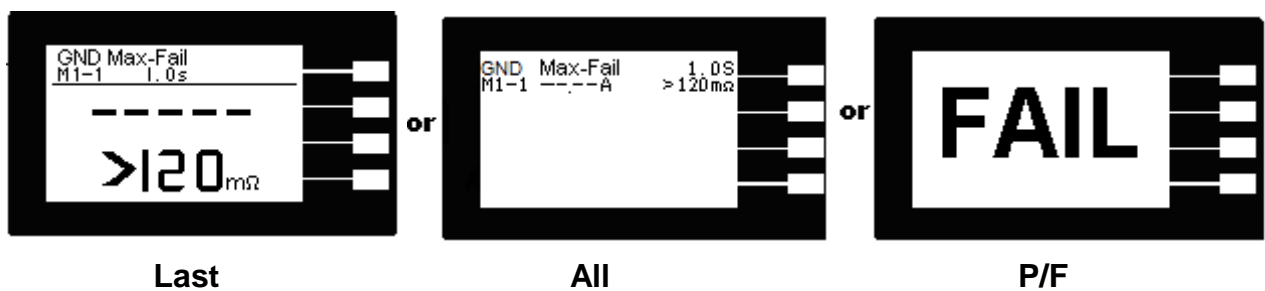 GND Max-Fail
M1-1 1.0s
-----
>120mΩ
Last
or
GND Max-Fail 1.0S
M1-1 --.--A >120mΩ
All
or
FAIL
P/F